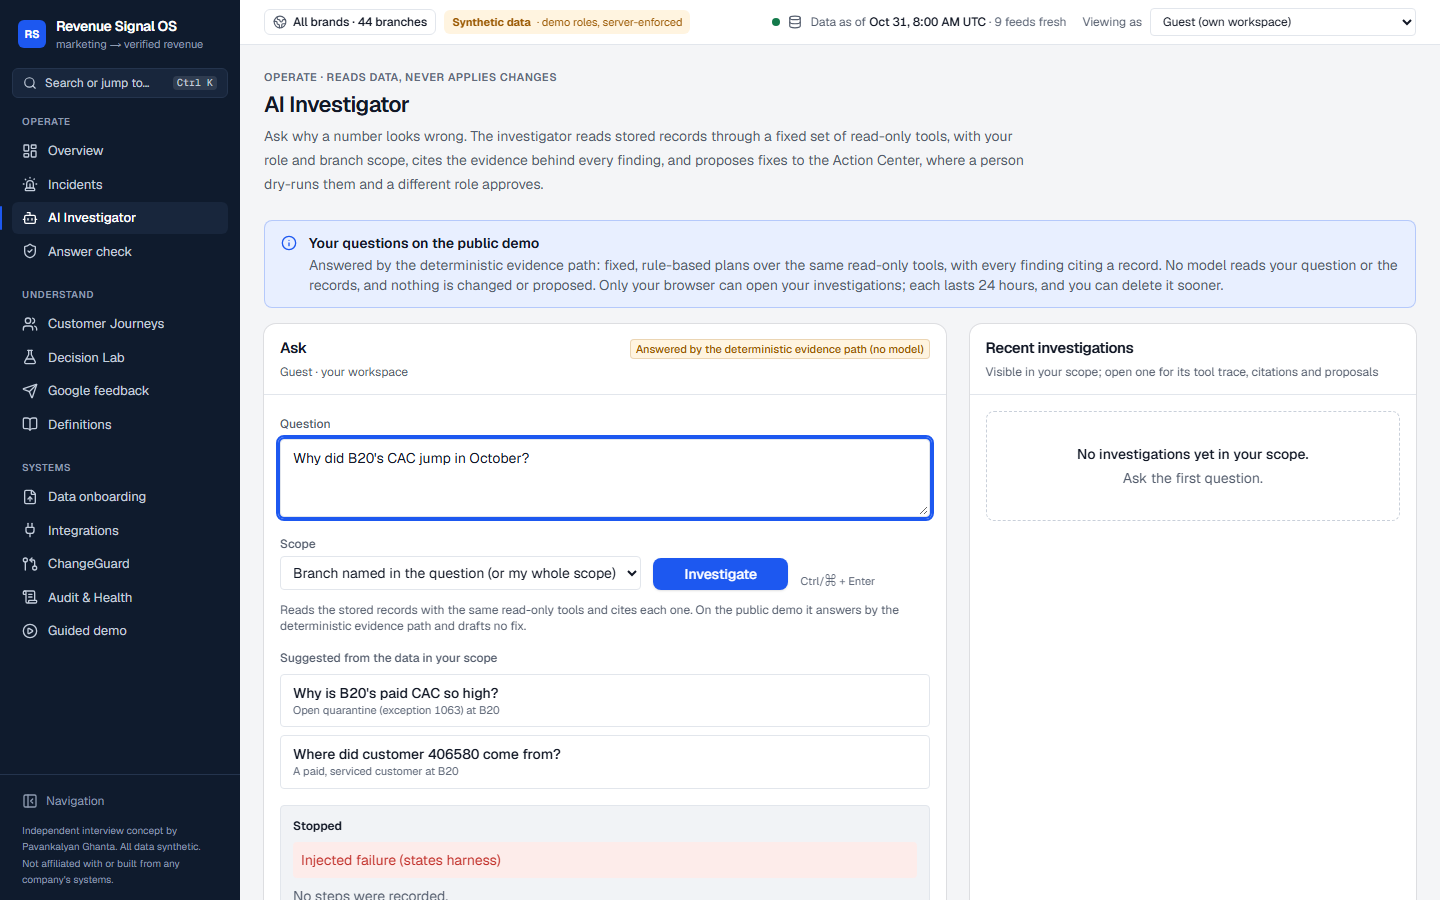 RS
Revenue Signal OS
marketing → verified revenue
Search or jump to...
Ctrl K
OPERATE
Overview
Incidents
AI Investigator
Answer check
UNDERSTAND
Customer Journeys
Decision Lab
Google feedback
Definitions
SYSTEMS
Data onboarding
Integrations
ChangeGuard
Audit & Health
Guided demo
Navigation
Independent interview concept by
Pavankalyan Ghanta. All data synthetic.
Not affiliated with or built from any
company's systems.
All brands · 44 branches
Synthetic data · demo roles, server-enforced
Data as of Oct 31, 8:00 AM UTC · 9 feeds fresh
Viewing as
Guest (own workspace)
OPERATE · READS DATA, NEVER APPLIES CHANGES
AI Investigator
Ask why a number looks wrong. The investigator reads stored records through a fixed set of read-only tools, with your
role and branch scope, cites the evidence behind every finding, and proposes fixes to the Action Center, where a person
dry-runs them and a different role approves.
Your questions on the public demo
Answered by the deterministic evidence path: fixed, rule-based plans over the same read-only tools, with every finding citing a record. No model reads your question or the
records, and nothing is changed or proposed. Only your browser can open your investigations; each lasts 24 hours, and you can delete it sooner.
Ask
Answered by the deterministic evidence path (no model)
Guest · your workspace
Question
Why did B20's CAC jump in October?
Scope
Branch named in the question (or my whole scope)
Investigate
Ctrl/⌘ + Enter
Reads the stored records with the same read-only tools and cites each one. On the public demo it answers by the
deterministic evidence path and drafts no fix.
Suggested from the data in your scope
Why is B20's paid CAC so high?
Open quarantine (exception 1063) at B20
Where did customer 406580 come from?
A paid, serviced customer at B20
Stopped
Injected failure (states harness)
No steps were recorded.
Recent investigations
Visible in your scope; open one for its tool trace, citations and proposals
No investigations yet in your scope.
Ask the first question.